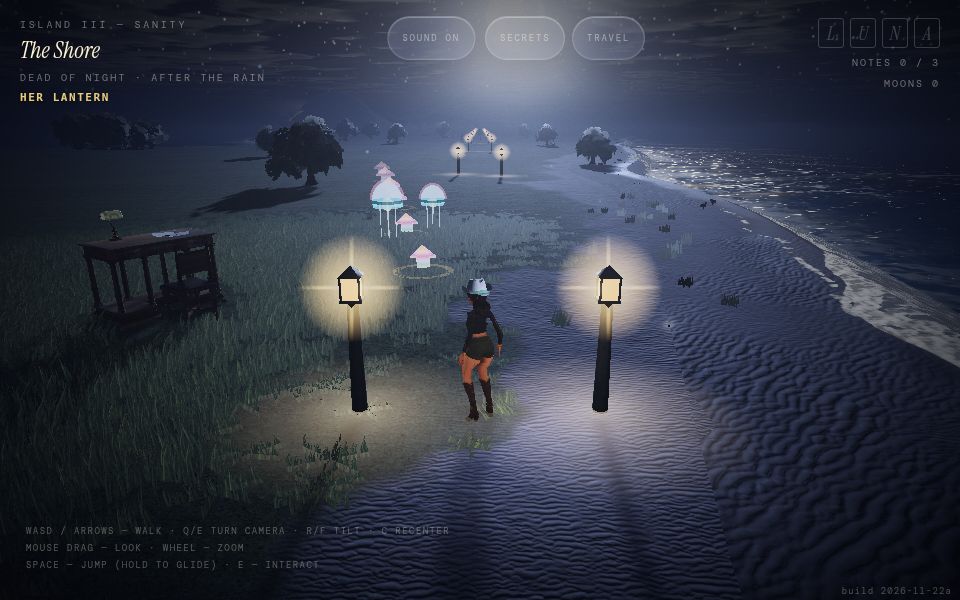 ISLAND III — SANITY
The Shore
DEAD OF NIGHT · AFTER THE RAIN
HER LANTERN
SOUND ON
SECRETS
TRAVEL
L U N A
NOTES 0 / 3
MOONS 0
WASD / ARROWS — WALK · Q/E TURN CAMERA · R/F TILT · C RECENTER
MOUSE DRAG — LOOK · WHEEL — ZOOM
SPACE — JUMP (HOLD TO GLIDE) · E — INTERACT
build 2026-11-22a